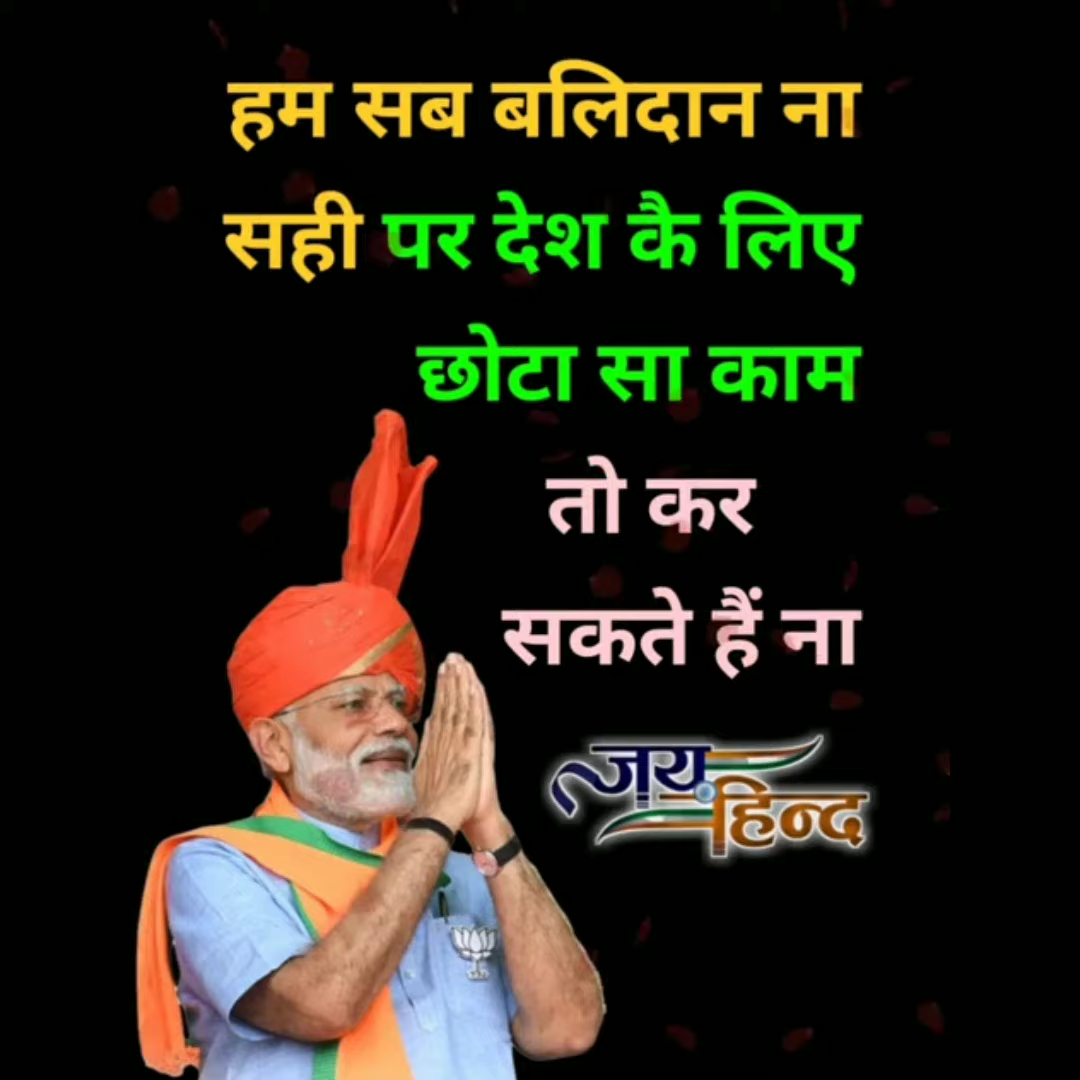 हम सब बलिदान ना
सही पर देश कै लिए
छोटा सा काम
तो कर
सकते हैं ना
जय
हिन्द